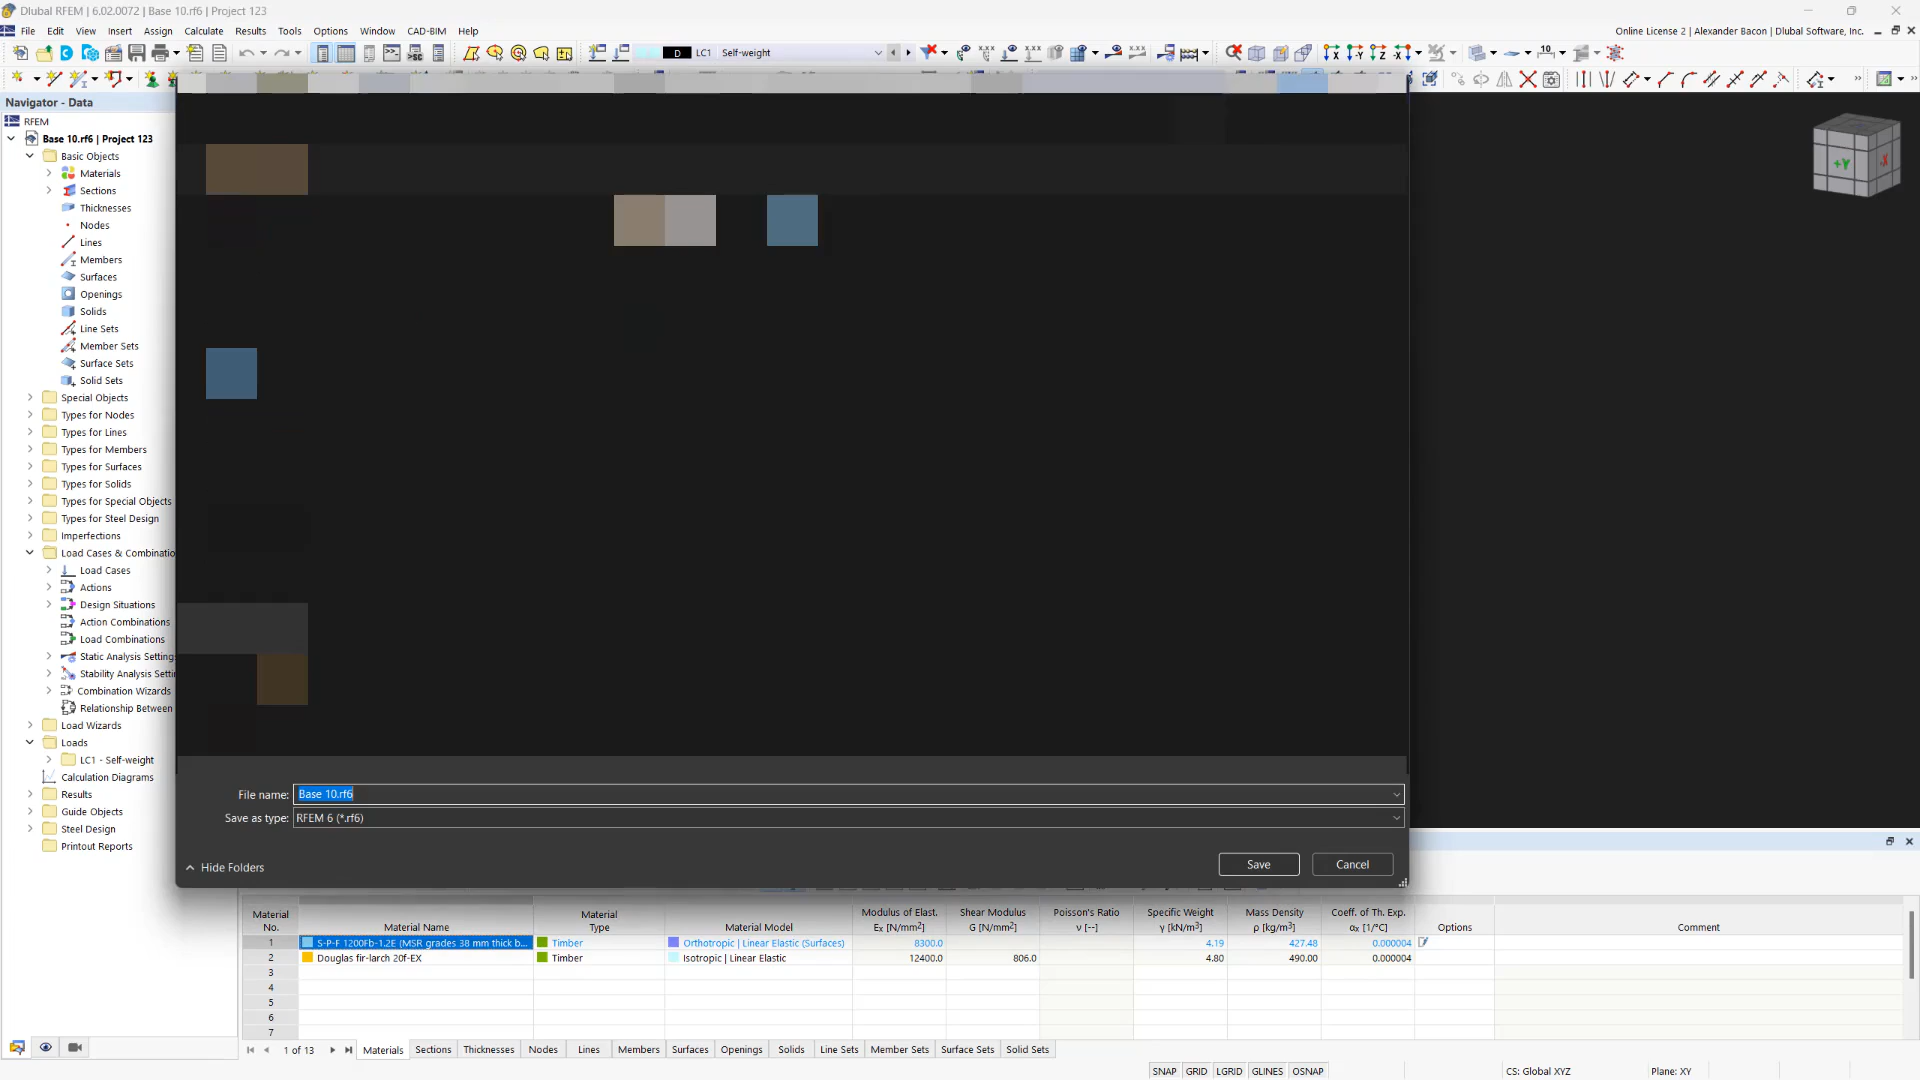 Dlubal RFEM | 6.02.0072 | Base 10.rf6 | Project 123
File Edit View Insert Assign Calculate Results Tools Options Window CAD-BIM Help
Online License 2 | Alexander Bacon | Dlubal Software, Inc.
D LC1 Self-weight
Navigator - Data
RFEM
Base 10.rf6 | Project 123
Basic Objects
Materials
Sections
Thicknesses
Nodes
Lines
Members
Surfaces
Openings
Solids
Line Sets
Member Sets
Surface Sets
Solid Sets
Special Objects
Types for Nodes
Types for Lines
Types for Members
Types for Surfaces
Types for Solids
Types for Special Objects
Types for Steel Design
Imperfections
Load Cases & Combinatio
Load Cases
Actions
Design Situations
Action Combinations
Load Combinations
Static Analysis Setting
Stability Analysis Setti
Combination Wizards
Relationship Between
Load Wizards
Loads
LC1 - Self-weight
Calculation Diagrams
Results
Guide Objects
Steel Design
Printout Reports
+Y -X
File name: Base 10.rf6
Save as type: RFEM 6 (*.rf6)
Hide Folders
Save Cancel
Material No. Material Name Material Type Material Model Modulus of Elast. Ex [N/mm²] Shear Modulus G [N/mm²] Poisson's Ratio ν [--] Specific Weight γ [kN/m³] Mass Density ρ [kg/m³] Coeff. of Th. Exp. αx [1/°C] Options Comment
1 S-P-F 1200Fb-1.2E (MSR grades 38 mm thick b... Timber Orthotropic | Linear Elastic (Surfaces) 8300.0 4.19 427.48 0.000004
2 Douglas fir-larch 20f-EX Timber Isotropic | Linear Elastic 12400.0 806.0 4.80 490.00 0.000004
3
4
5
6
7
1 of 13 Materials Sections Thicknesses Nodes Lines Members Surfaces Openings Solids Line Sets Member Sets Surface Sets Solid Sets
SNAP GRID LGRID GLINES OSNAP CS: Global XYZ Plane: XY